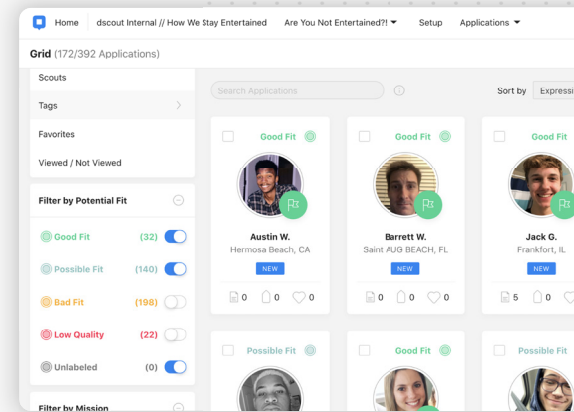 Home dscout Internal // How We Stay Entertained Are You Not Entertained?! Setup Applications
Grid (172/392 Applications)
Scouts
Tags
Favorites
Viewed / Not Viewed
Filter by Potential Fit
Good Fit (32)
Possible Fit (140)
Bad Fit (198)
Low Quality (22)
Unlabeled (0)
Filter by Mission
Search Applications
Sort by Expressi
Good Fit
Austin W.
Hermosa Beach, CA
NEW
0 0 0
Good Fit
Barrett W.
Saint AUG BEACH, FL
NEW
0 0 0
Good Fit
Jack G.
Frankfort, IL
NEW
5 0
Possible Fit
Good Fit
Possible Fit